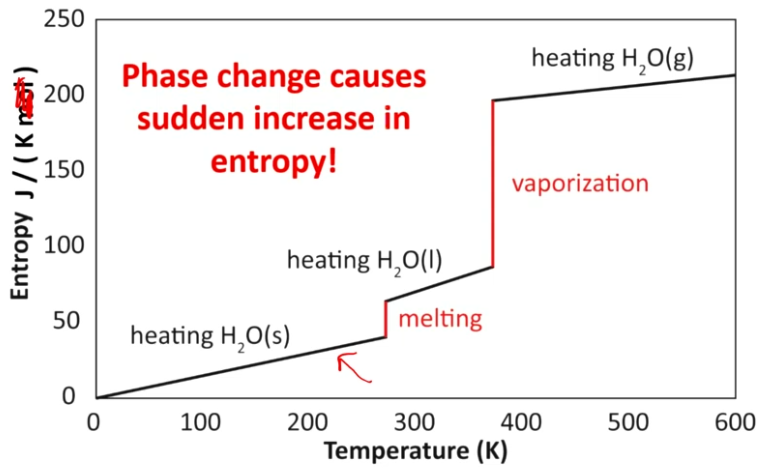 250
200
150
100
50
0
Entropy J / ( K mol )
Phase change causes
sudden increase in
entropy!
heating H₂O(g)
vaporization
heating H₂O(l)
melting
heating H₂O(s)
0 100 200 300 400 500 600
Temperature (K)